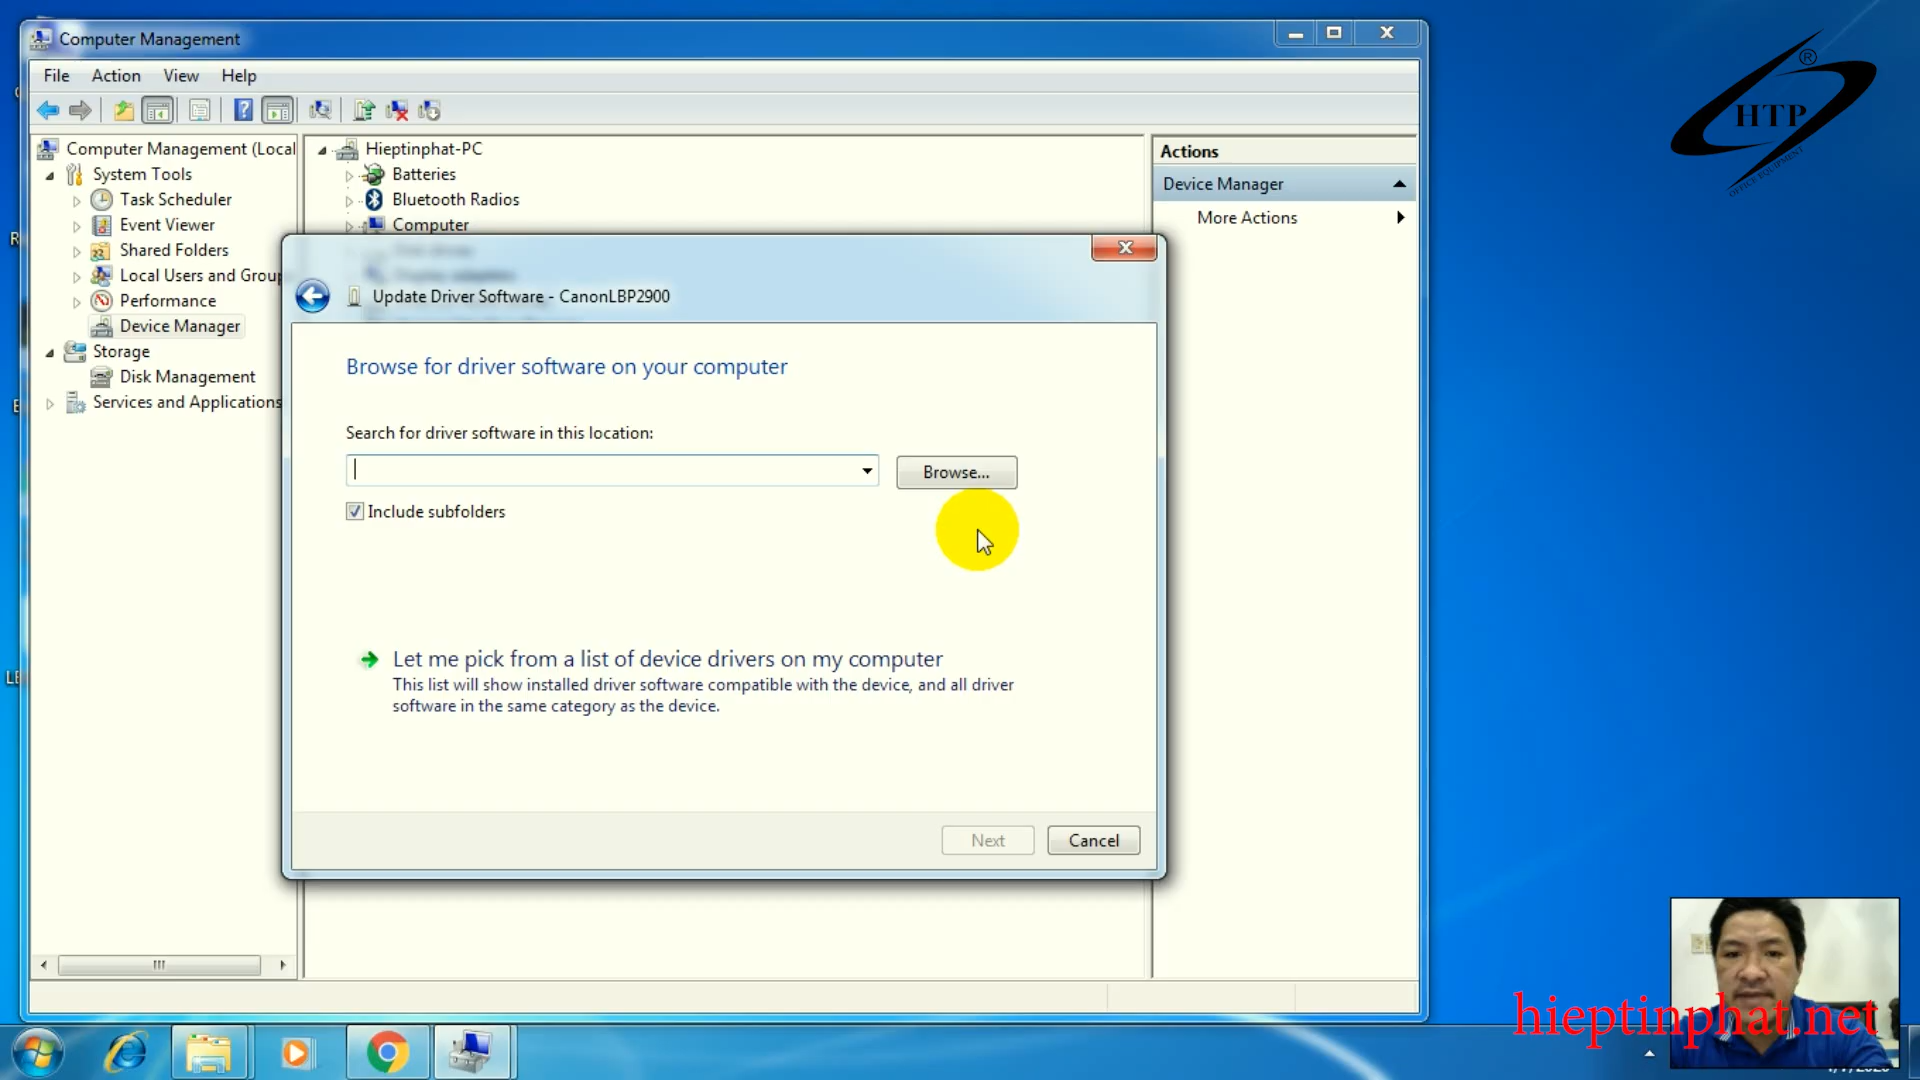 Computer Management
File Action View Help
Computer Management (Local
System Tools
Task Scheduler
Event Viewer
Shared Folders
Local Users and Group
Performance
Device Manager
Storage
Disk Management
Services and Applications
Hieptinphat-PC
Batteries
Bluetooth Radios
Computer
Actions
Device Manager
More Actions
Update Driver Software - CanonLBP2900
Browse for driver software on your computer
Search for driver software in this location:
Browse...
Include subfolders
Let me pick from a list of device drivers on my computer
This list will show installed driver software compatible with the device, and all driver
software in the same category as the device.
Next Cancel
®
HTP
OFFICE EQUIPMENT
hieptinphat.net